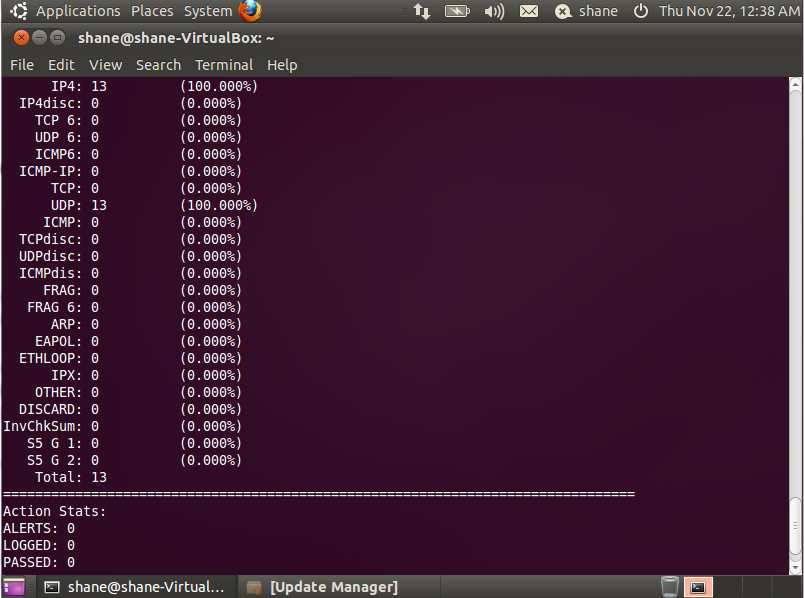 Applications Places System shane Thu Nov 22, 12:38 AM
shane@shane-VirtualBox: ~
File Edit View Search Terminal Help
IP4: 13 (100.000%)
IP4disc: 0 (0.000%)
TCP 6: 0 (0.000%)
UDP 6: 0 (0.000%)
ICMP6: 0 (0.000%)
ICMP-IP: 0 (0.000%)
TCP: 0 (0.000%)
UDP: 13 (100.000%)
ICMP: 0 (0.000%)
TCPdisc: 0 (0.000%)
UDPdisc: 0 (0.000%)
ICMPdis: 0 (0.000%)
FRAG: 0 (0.000%)
FRAG 6: 0 (0.000%)
ARP: 0 (0.000%)
EAPOL: 0 (0.000%)
ETHLOOP: 0 (0.000%)
IPX: 0 (0.000%)
OTHER: 0 (0.000%)
DISCARD: 0 (0.000%)
InvChkSum: 0 (0.000%)
S5 G 1: 0 (0.000%)
S5 G 2: 0 (0.000%)
Total: 13
===============================================================================
Action Stats:
ALERTS: 0
LOGGED: 0
PASSED: 0
shane@shane-Virtual... [Update Manager]